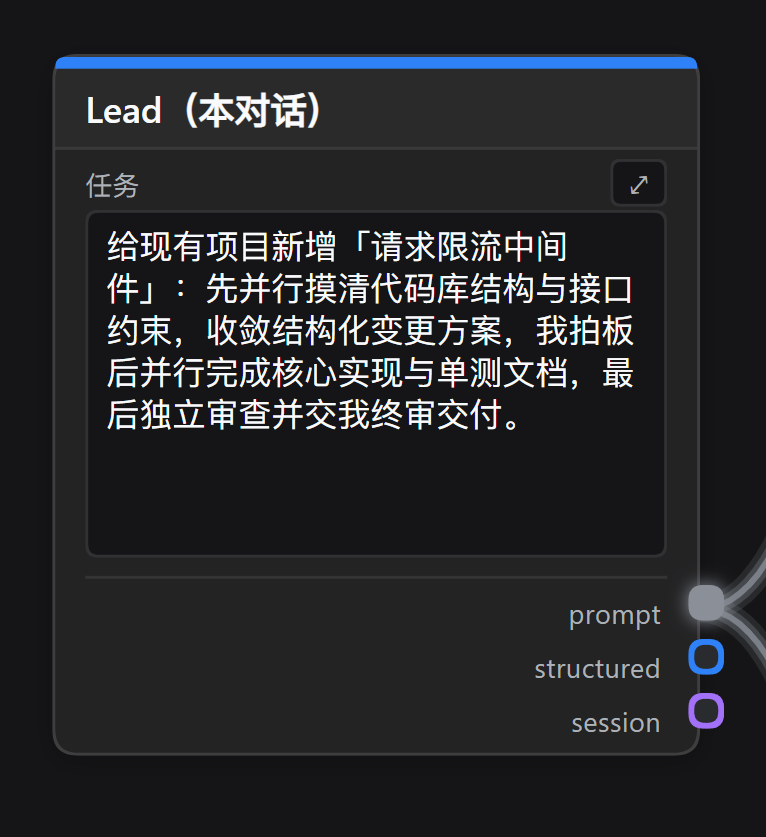 Lead（本对话）
任务
给现有项目新增「请求限流中间
件」：先并行摸清代码库结构与接口
约束，收敛结构化变更方案，我拍板
后并行完成核心实现与单测文档，最
后独立审查并交我终审交付。
prompt
structured
session